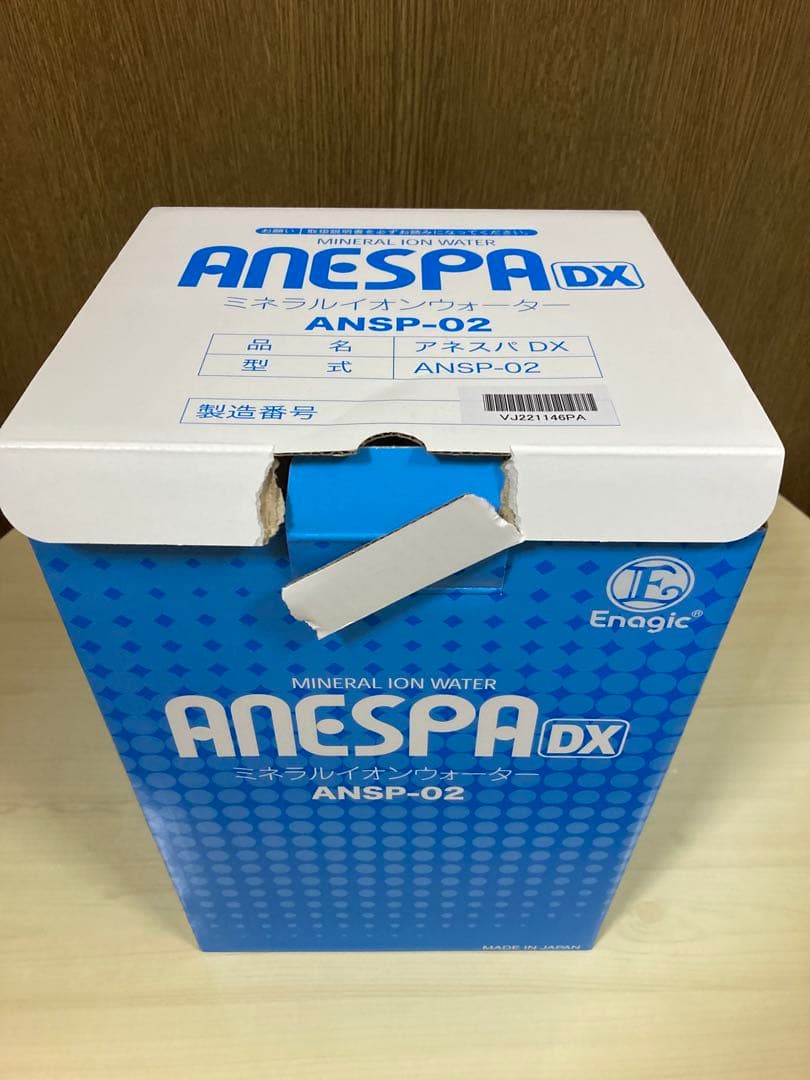 お願い 取扱説明書を必ずお読みになってください。
MINERAL ION WATER
ANESPA DX
ミネラルイオンウォーター
ANSP-02
品 名 アネスパ DX
型 式 ANSP-02
製造番号
VJ221146PA
E
Enagic®
MINERAL ION WATER
ANESPA DX
ミネラルイオンウォーター
ANSP-02
MADE IN JAPAN